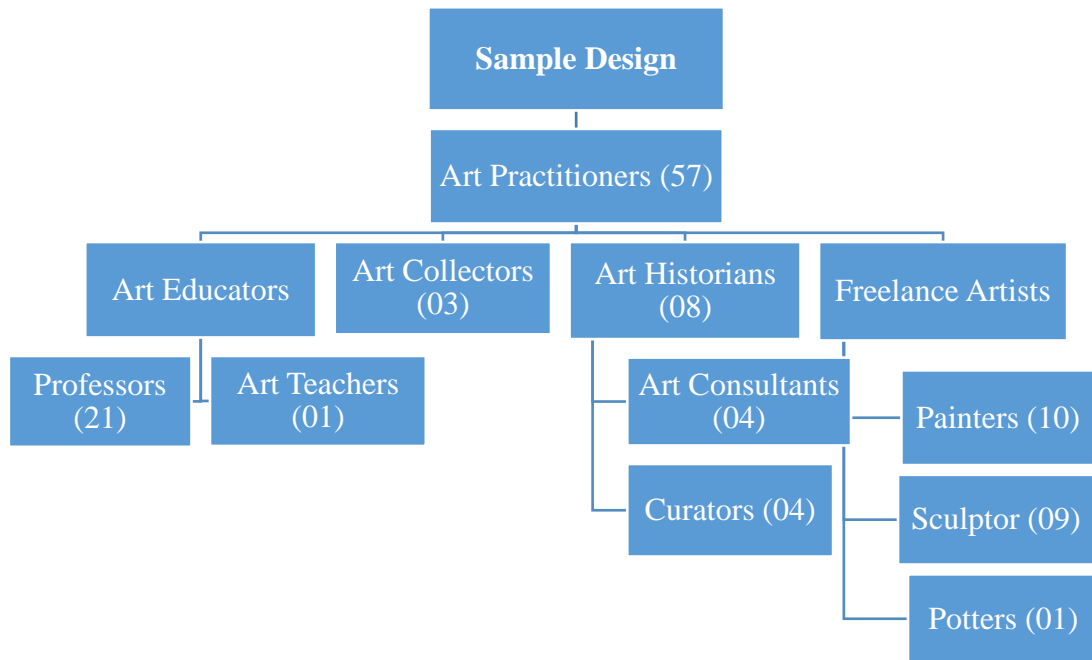 Sample Design
Art Practitioners (57)
Art Educators
Art Collectors
(03)
Art Historians
(08)
Freelance Artists
Professors
(21)
Art Teachers
(01)
Art Consultants
(04)
Curators (04)
Painters (10)
Sculptor (09)
Potters (01)